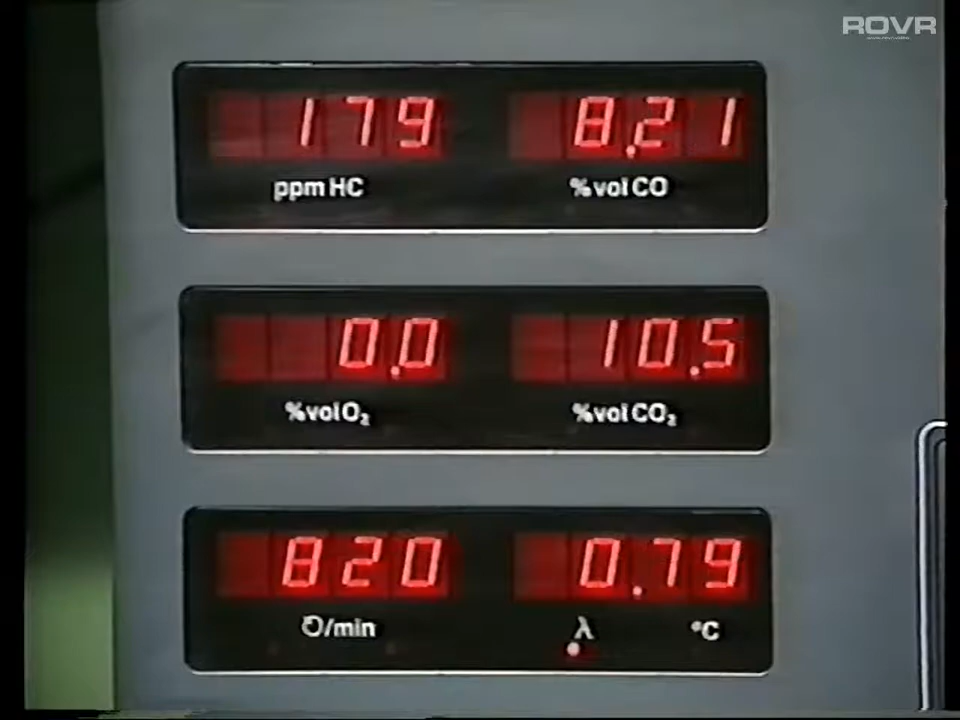 ROVR
179 8.21
ppm HC %vol CO
0.0 10.5
%vol O₂ %vol CO₂
820 0.79
/min λ °C